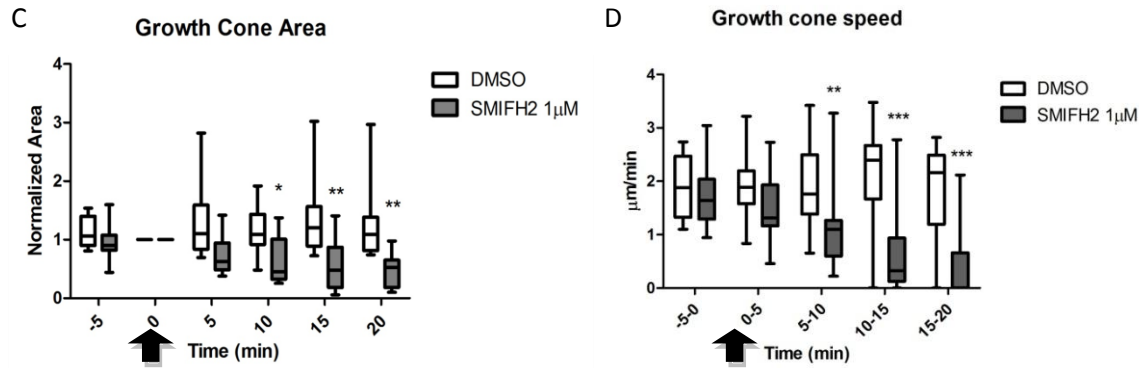 C
Growth Cone Area
Normalized Area
4
3
2
1
0
*
**
**
-5
0
5
10
15
20
Time (min)
DMSO
SMIFH2 1μM
D
Growth cone speed
μm/min
4
3
2
1
0
**
***
***
-5-0
0-5
5-10
10-15
15-20
Time (min)
DMSO
SMIFH2 1μM